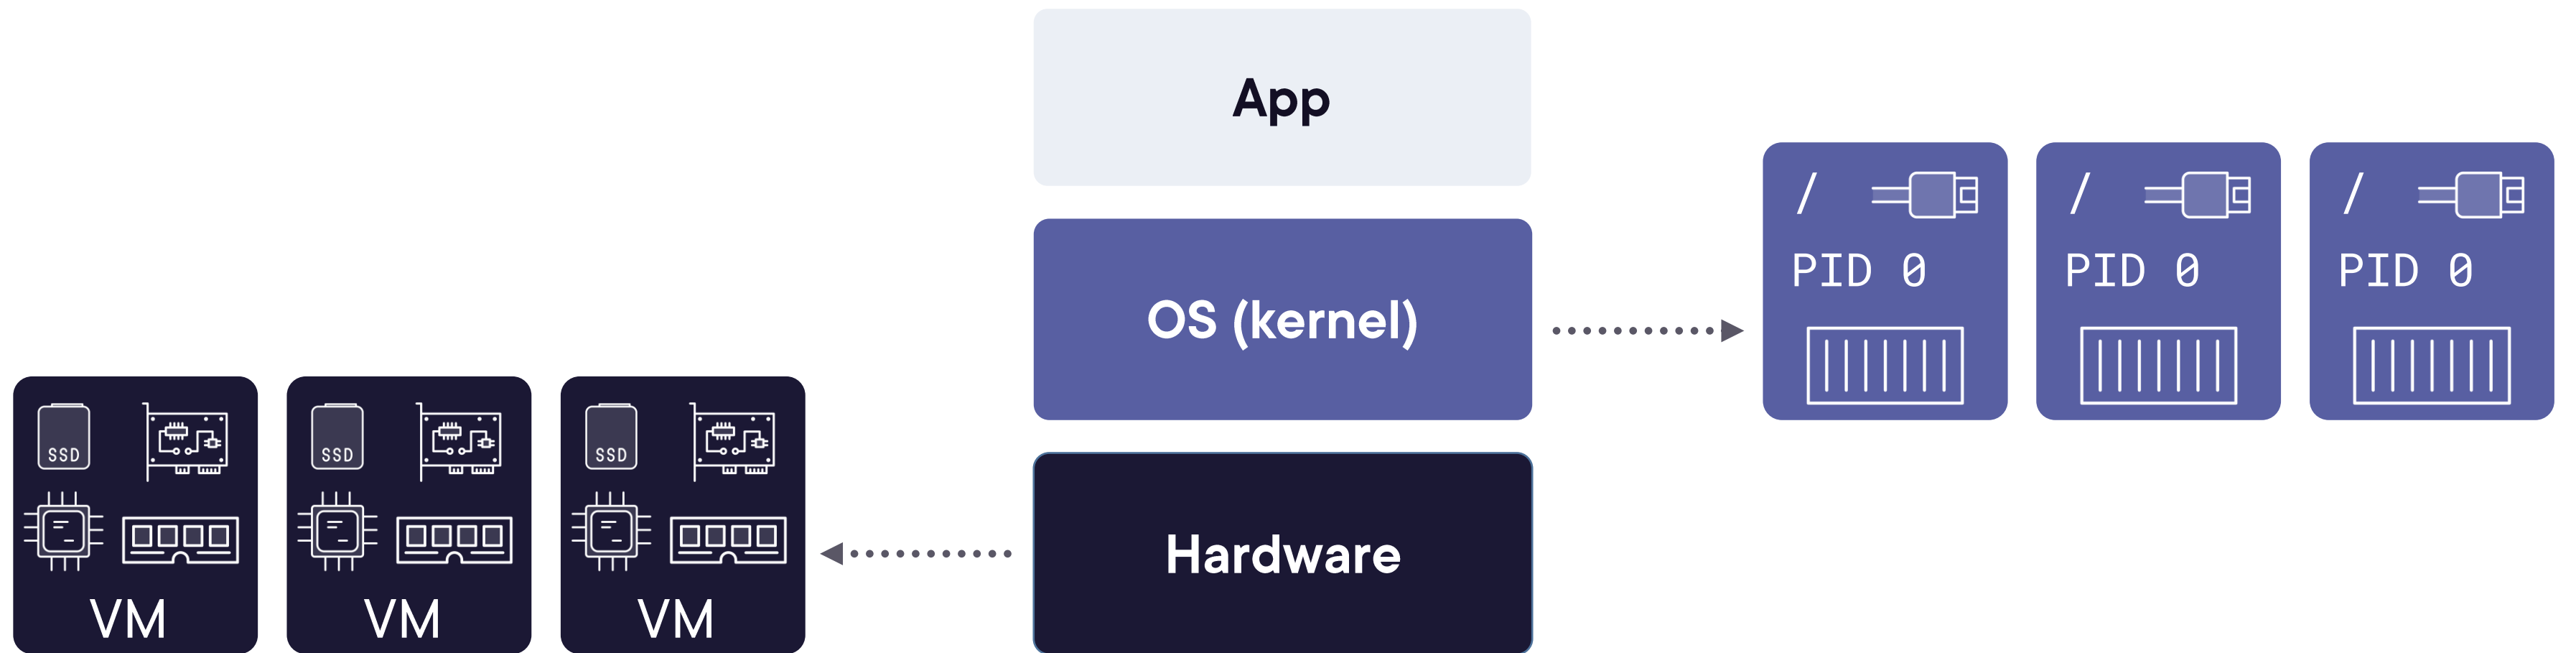 App
OS (kernel)
Hardware
SSD
VM
SSD
VM
SSD
VM
/
PID 0
/
PID 0
/
PID 0